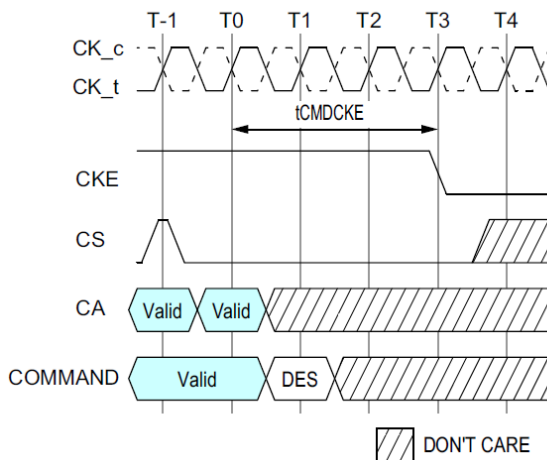 T-1 T0 T1 T2 T3 T4
CK_c
CK_t
tCMDCKE
CKE
CS
CA Valid Valid
COMMAND Valid DES
DON'T CARE